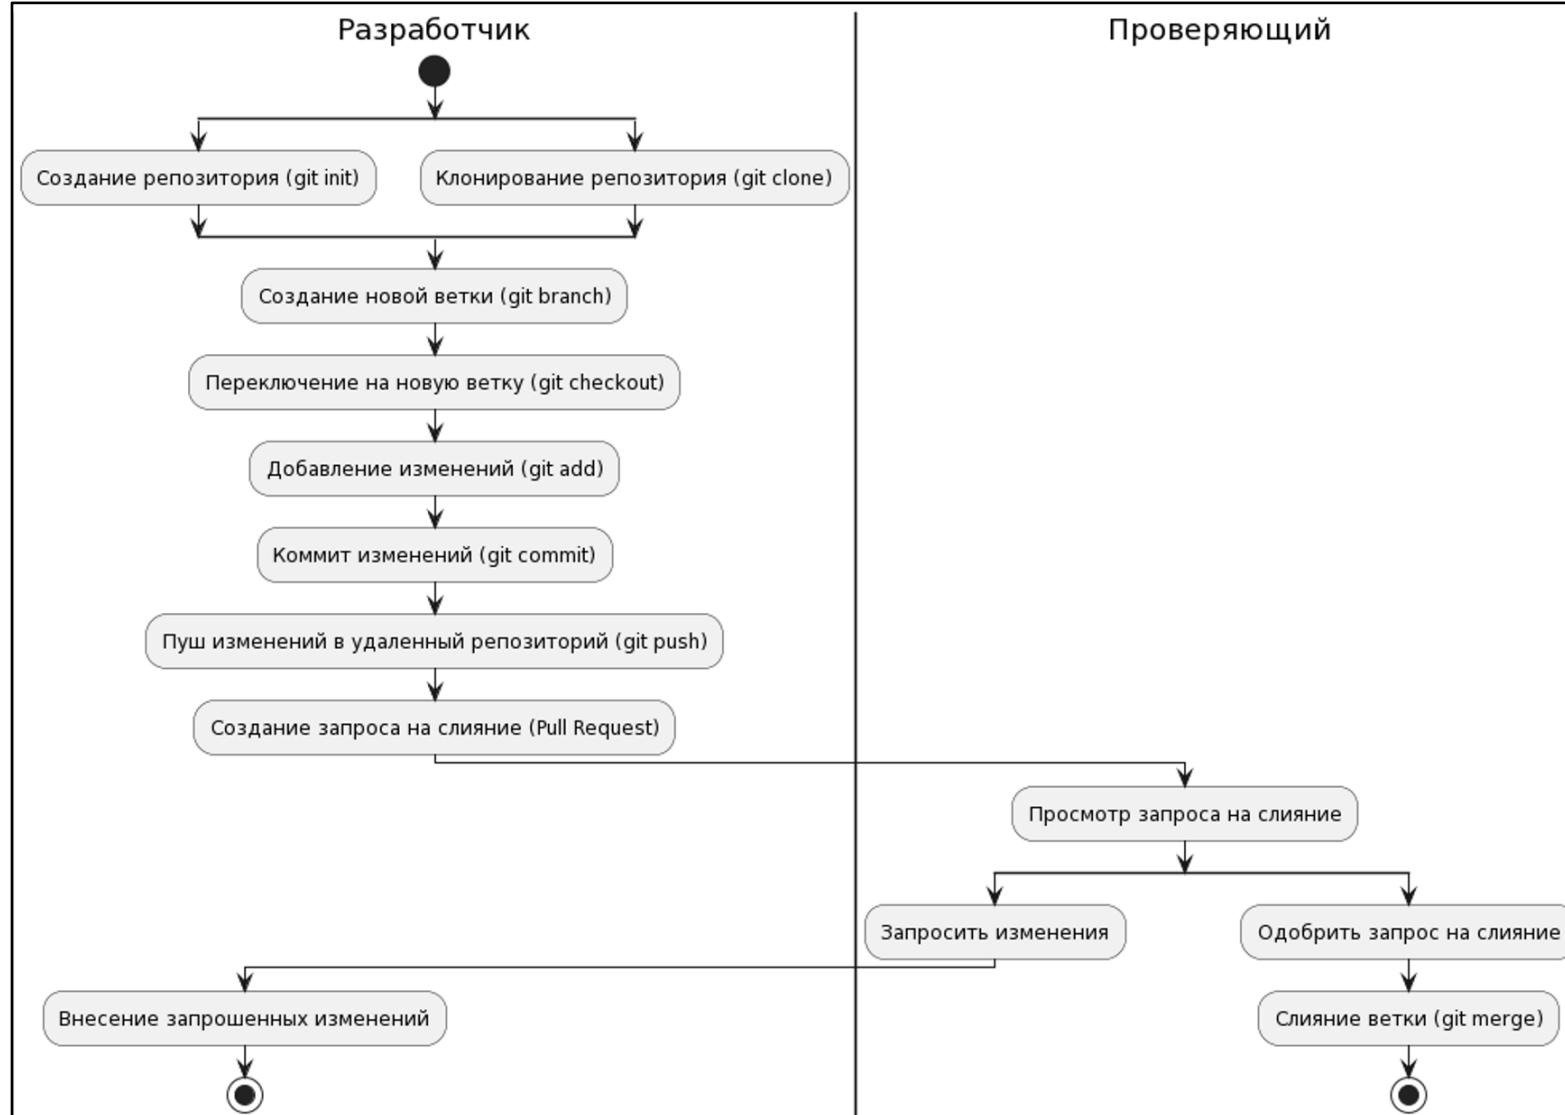 Разработчик
Проверяющий
Создание репозитория (git init)
Клонирование репозитория (git clone)
Создание новой ветки (git branch)
Переключение на новую ветку (git checkout)
Добавление изменений (git add)
Коммит изменений (git commit)
Пуш изменений в удаленный репозиторий (git push)
Создание запроса на слияние (Pull Request)
Просмотр запроса на слияние
Запросить изменения
Одобрить запрос на слияние
Внесение запрошенных изменений
Слияние ветки (git merge)